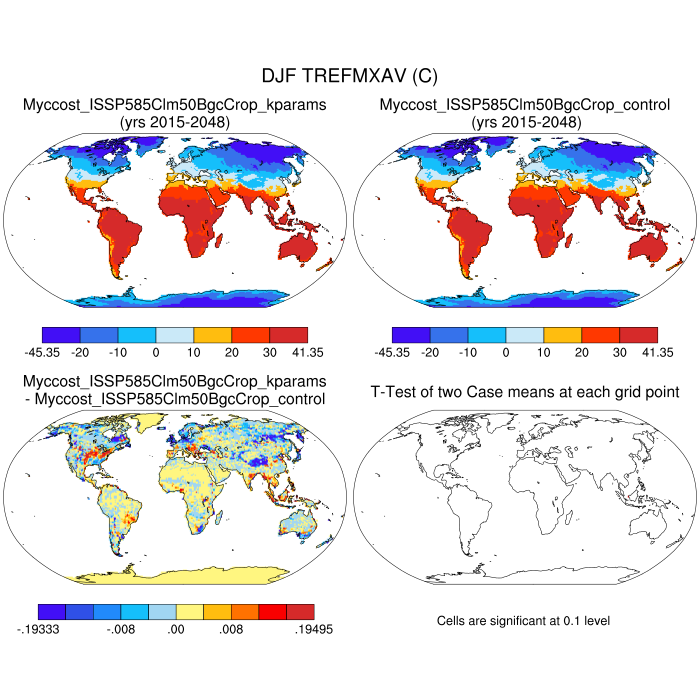 DJF TREFMXAV (C)
Myccost_ISSP585Clm50BgcCrop_kparams
(yrs 2015-2048)
Myccost_ISSP585Clm50BgcCrop_control
(yrs 2015-2048)
-45.35 -20 -10 0 10 20 30 41.35
-45.35 -20 -10 0 10 20 30 41.35
Myccost_ISSP585Clm50BgcCrop_kparams
- Myccost_ISSP585Clm50BgcCrop_control
T-Test of two Case means at each grid point
-.19333 -.008 .00 .008 .19495
Cells are significant at 0.1 level